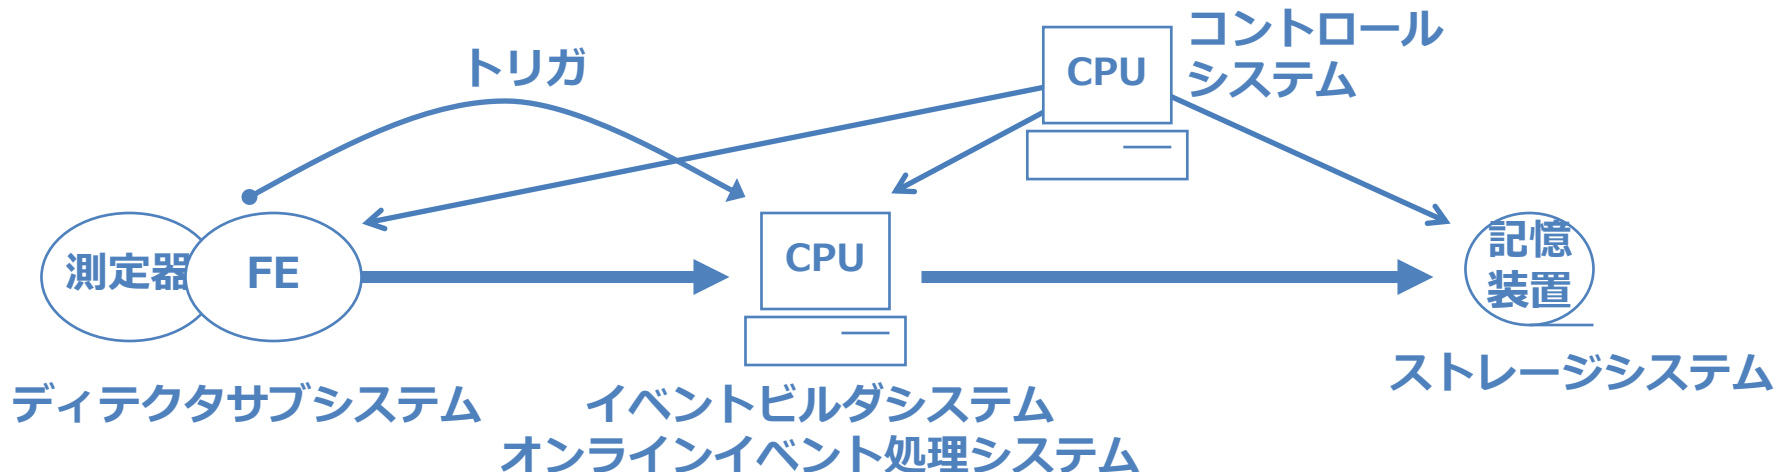 コントロール
システム
トリガ
CPU
測定器
FE
CPU
記憶
装置
ストレージシステム
ディテクタサブシステム
イベントビルダシステム
オンラインイベント処理システム